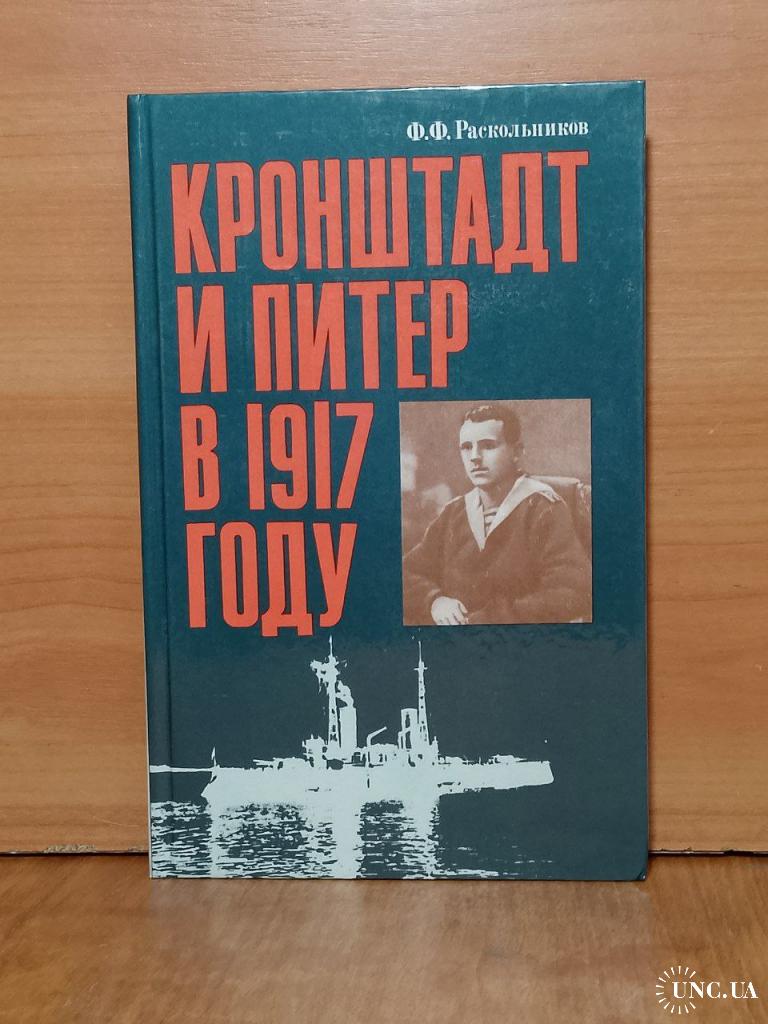 Ф.Ф. Раскольников
КРОНШТАДТ
И ПИТЕР
В 1917
ГОДУ
UNC.UA